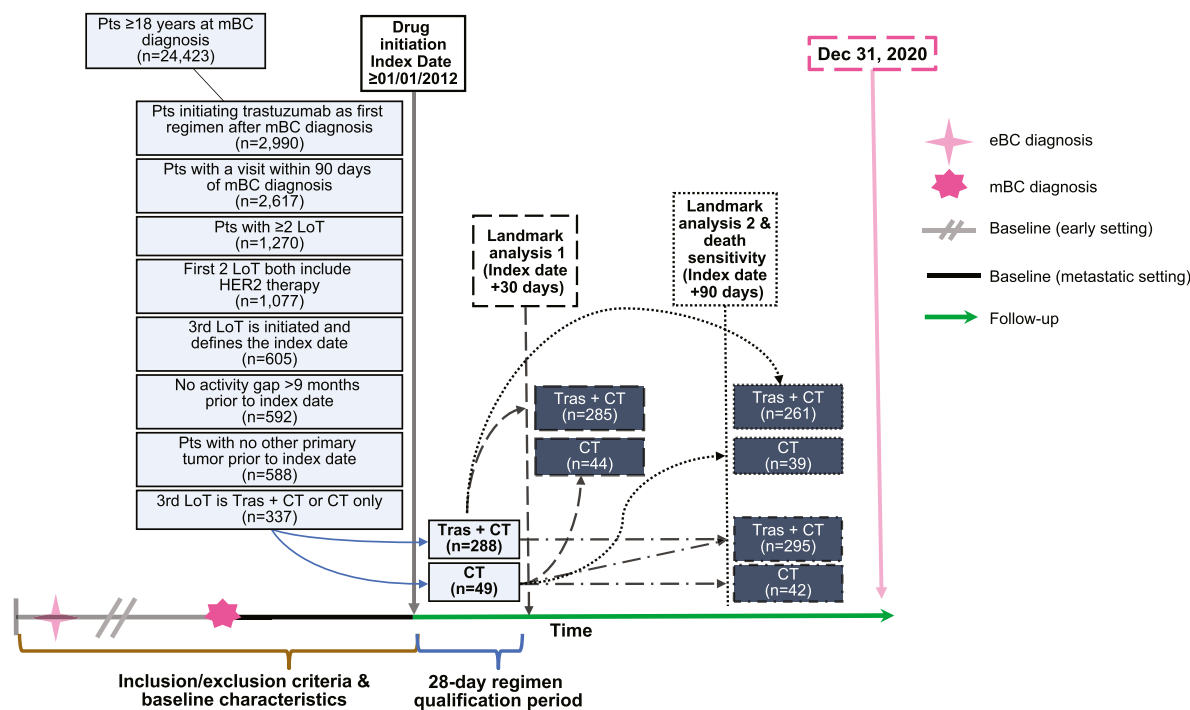 Pts ≥18 years at mBC
diagnosis
(n=24,423)
Pts initiating trastuzumab as first
regimen after mBC diagnosis
(n=2,990)
Pts with a visit within 90 days
of mBC diagnosis
(n=2,617)
Pts with ≥2 LoT
(n=1,270)
First 2 LoT both include
HER2 therapy
(n=1,077)
3rd LoT is initiated and
defines the index date
(n=605)
No activity gap >9 months
prior to index date
(n=592)
Pts with no other primary
tumor prior to index date
(n=588)
3rd LoT is Tras + CT or CT only
(n=337)
Drug
initiation
Index Date
≥01/01/2012
Tras + CT
(n=288)
CT
(n=49)
Landmark
analysis 1
(Index date
+30 days)
Tras + CT
(n=285)
CT
(n=44)
Landmark
analysis 2 &
death
sensitivity
(Index date
+90 days)
Tras + CT
(n=261)
CT
(n=39)
Tras + CT
(n=295)
CT
(n=42)
Dec 31, 2020
eBC diagnosis
mBC diagnosis
Baseline (early setting)
Baseline (metastatic setting)
Follow-up
Time
Inclusion/exclusion criteria &
baseline characteristics
28-day regimen
qualification period